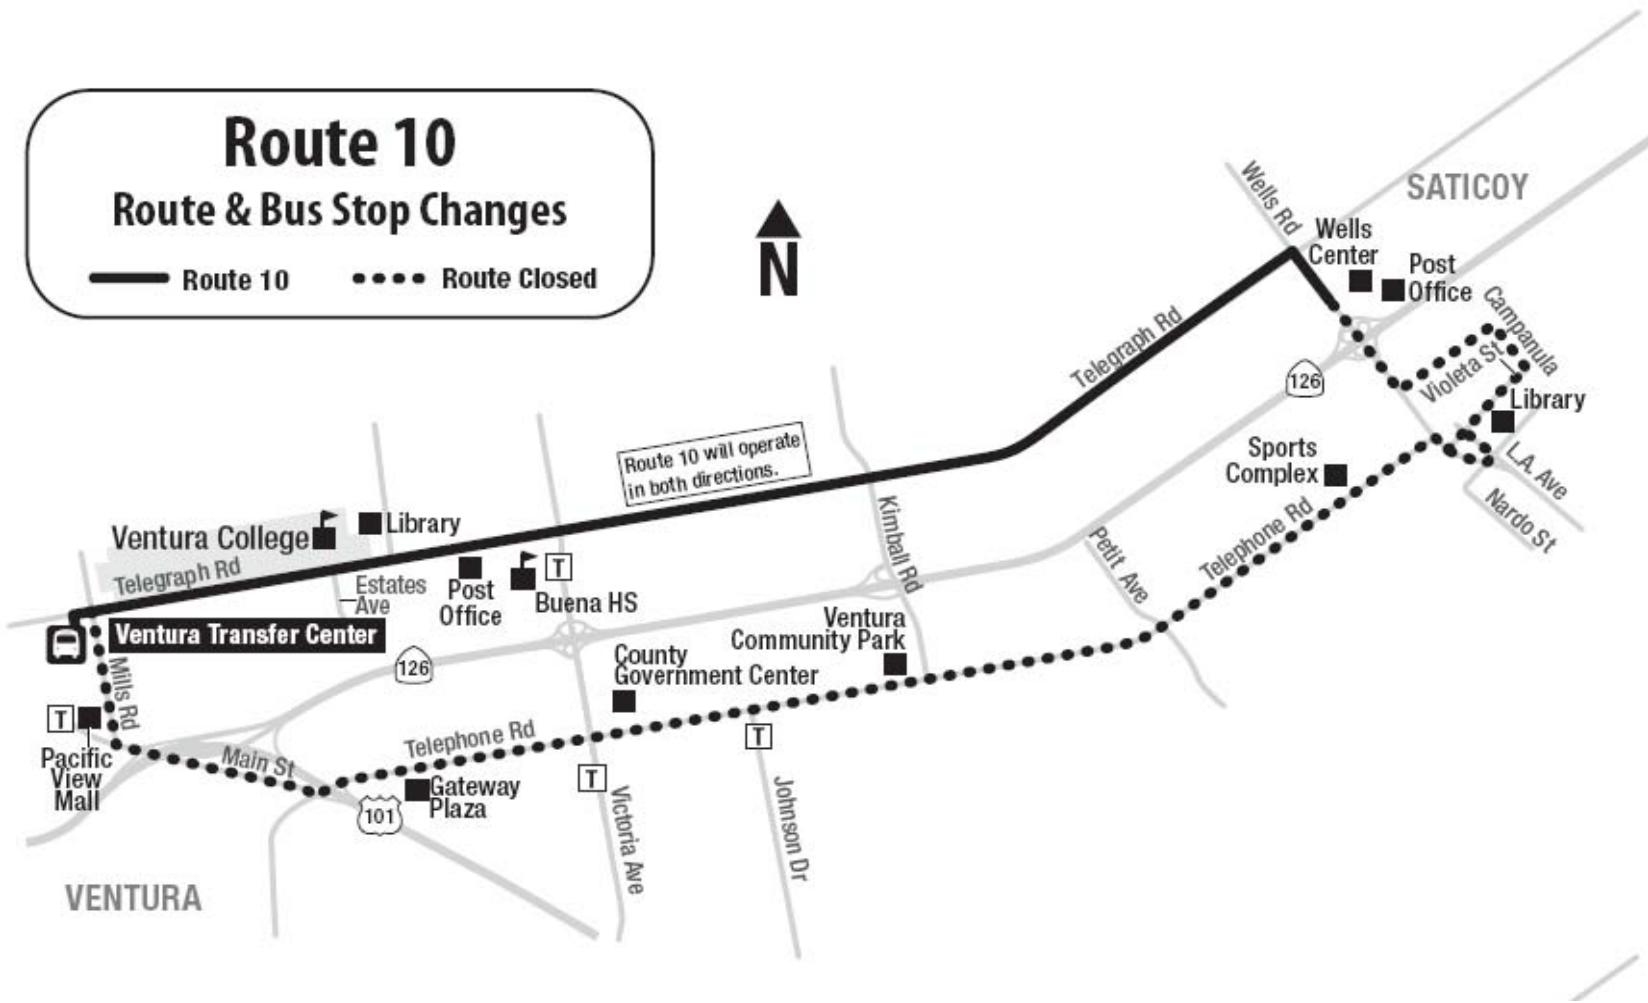 Route 10
Route & Bus Stop Changes
Route 10
Route Closed
N
SATICOY
Wells Rd
Wells
Center
Post
Office
Campanula
Violeta St
Library
L.A. Ave
Nardo St
126
Telegraph Rd
Sports
Complex
Telephone Rd
Petit Ave
Route 10 will operate
in both directions.
Kimball Rd
Ventura College
Library
Telegraph Rd
Estates
Ave
Post
Office
T
Buena HS
Ventura Transfer Center
126
Ventura
Community Park
County
Government Center
Mills Rd
T
Pacific
View
Mall
Main St
Telephone Rd
Gateway
Plaza
101
T
Victoria Ave
T
Johnson Dr
VENTURA